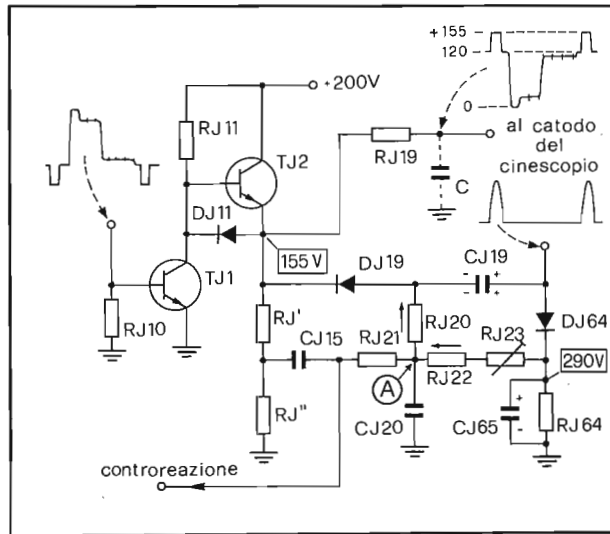 +155
120
0
+200V
RJ11
TJ2
RJ19
al catodo
del
cinescopio
C
DJ11
155V
TJ1
RJ10
DJ19
CJ19
DJ64
RJ'
CJ15
RJ21
RJ20
RJ23
RJ22
290V
A
RJ"
CJ20
CJ65
RJ64
controreazione
+
-
-
+
+
-